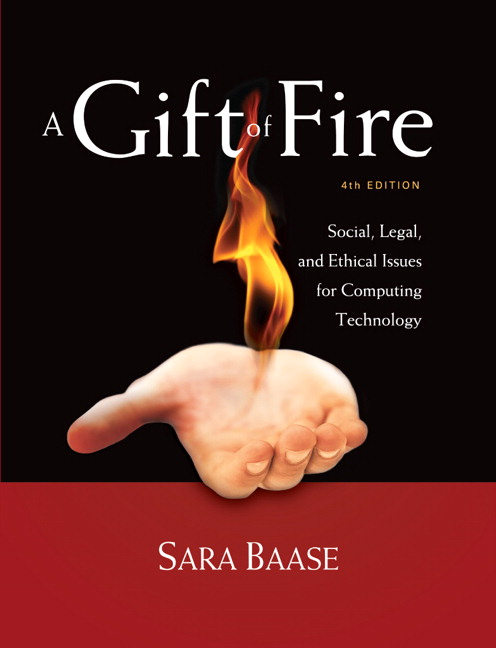 A Gift of Fire
4th EDITION
Social, Legal,
and Ethical Issues
for Computing
Technology
SARA BAASE